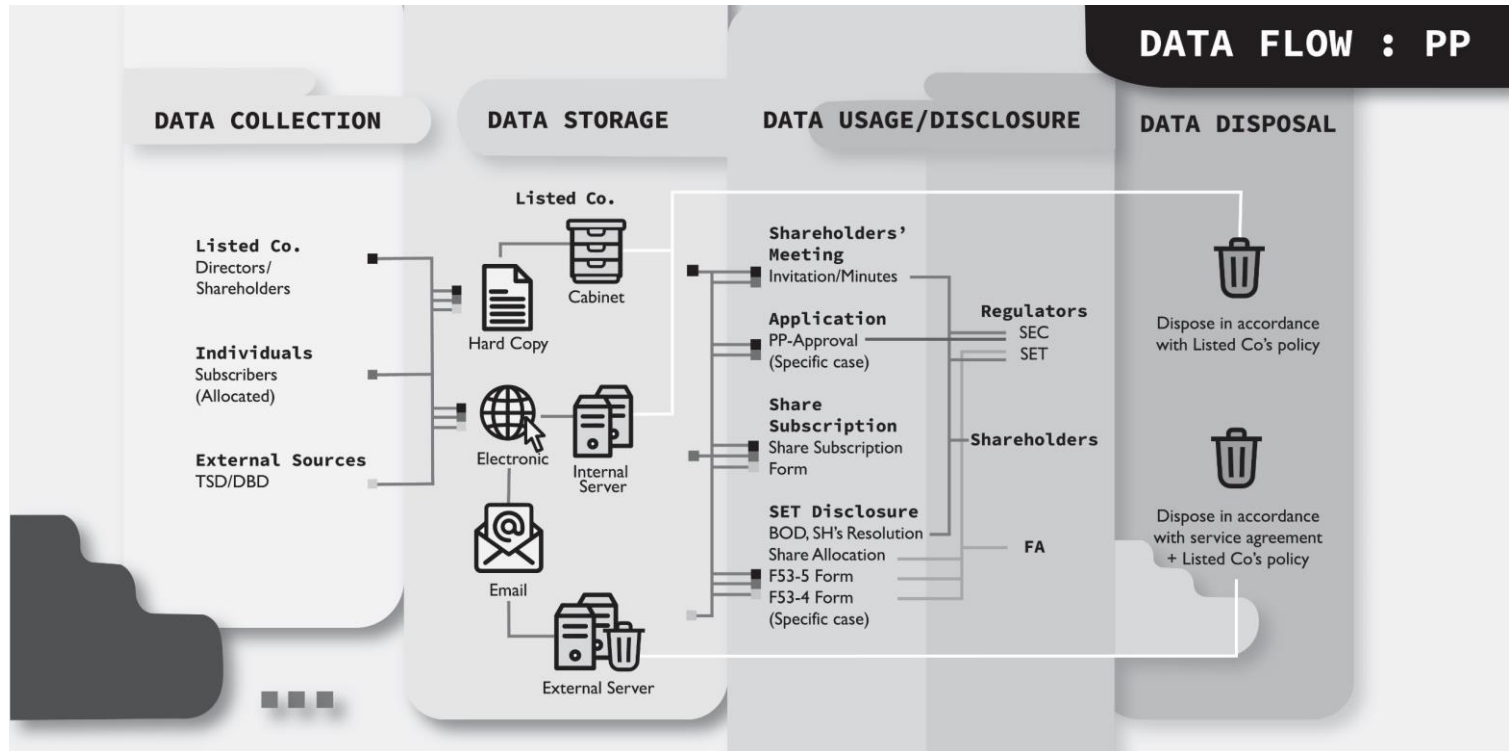 DATA FLOW : PP
DATA COLLECTION
Listed Co.
Directors/
Shareholders
Individuals
Subscribers
(Allocated)
External Sources
TSD/DBD
DATA STORAGE
Listed Co.
Cabinet
Hard Copy
Electronic
Internal
Server
Email
External Server
DATA USAGE/DISCLOSURE
Shareholders'
Meeting
Invitation/Minutes
Application
PP-Approval
(Specific case)
Share
Subscription
Share Subscription
Form
SET Disclosure
BOD, SH's Resolution
Share Allocation
F53-5 Form
F53-4 Form
(Specific case)
Regulators
SEC
SET
Shareholders
FA
DATA DISPOSAL
Dispose in accordance
with Listed Co's policy
Dispose in accordance
with service agreement
+ Listed Co's policy